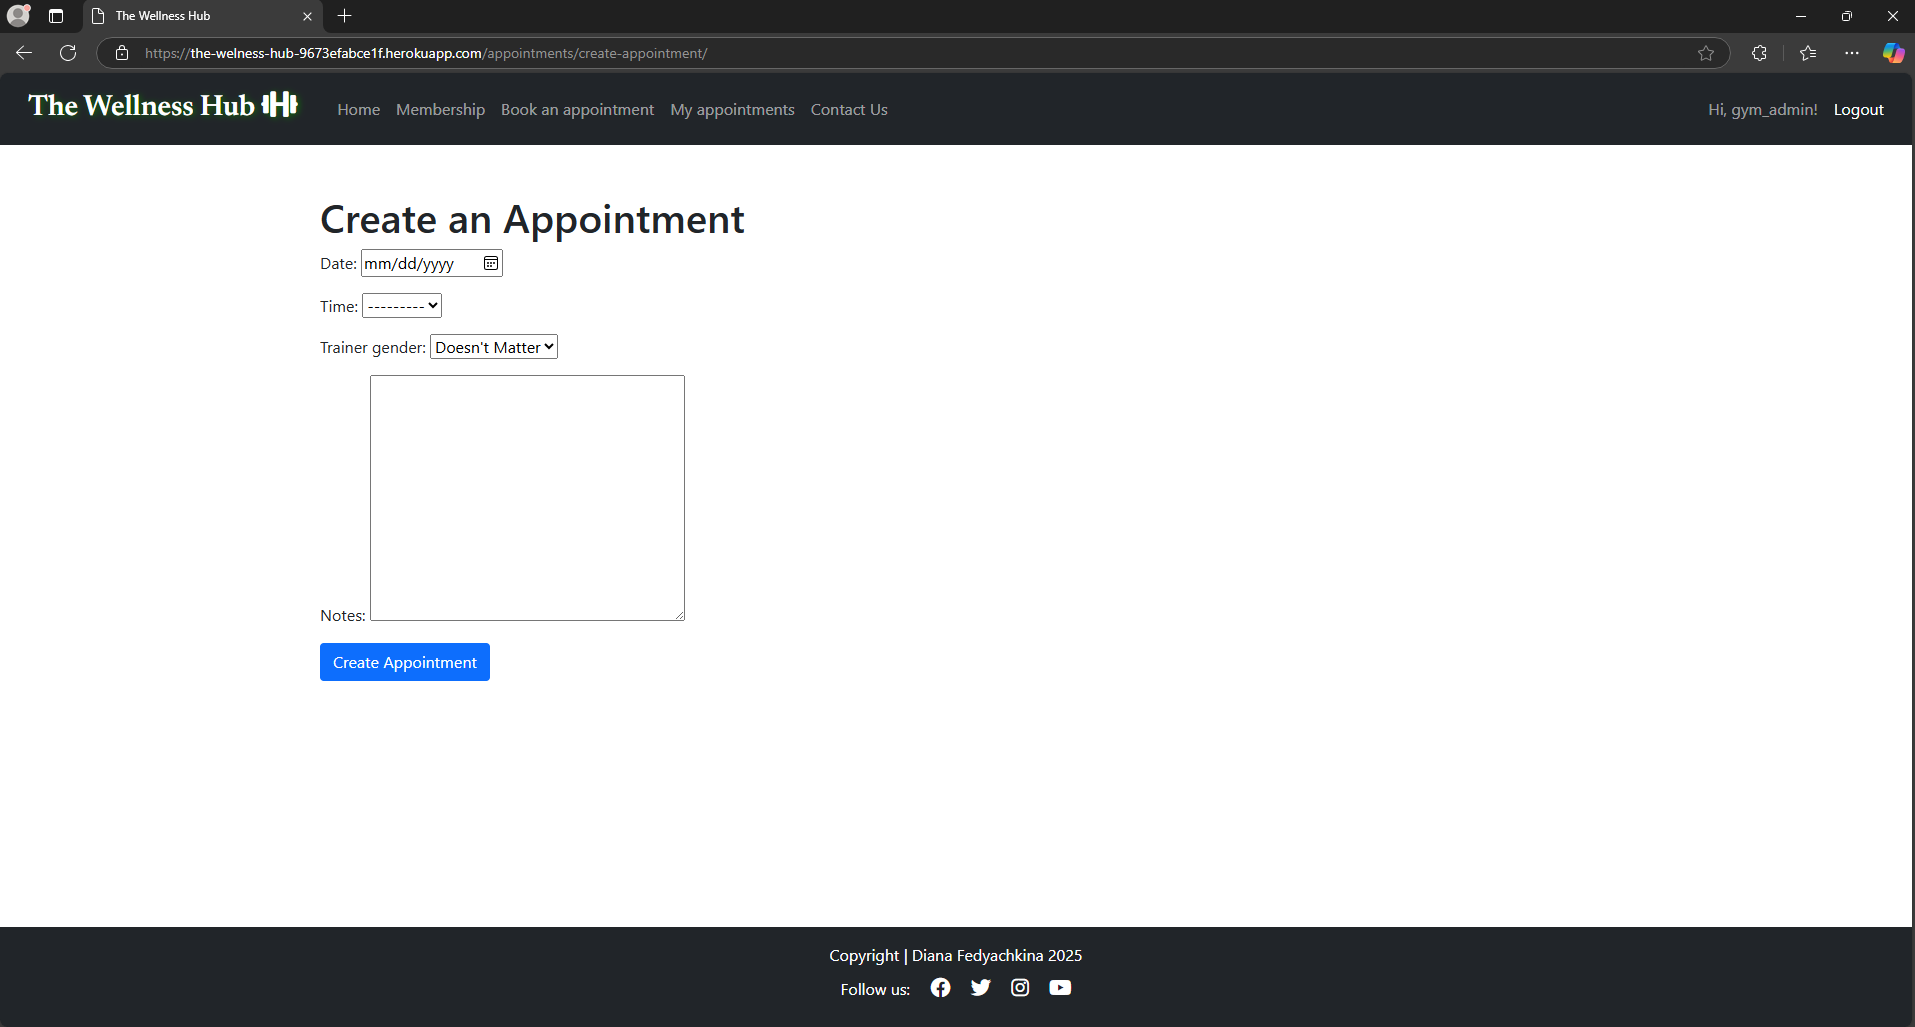 The Wellness Hub
https://the-welness-hub-9673efabce1f.herokuapp.com/appointments/create-appointment/
The Wellness Hub
Home Membership Book an appointment My appointments Contact Us Hi, gym_admin! Logout
Create an Appointment
Date: mm/dd/yyyy
Time: ---------
Trainer gender: Doesn't Matter
Notes:
Create Appointment
Copyright | Diana Fedyachkina 2025
Follow us: